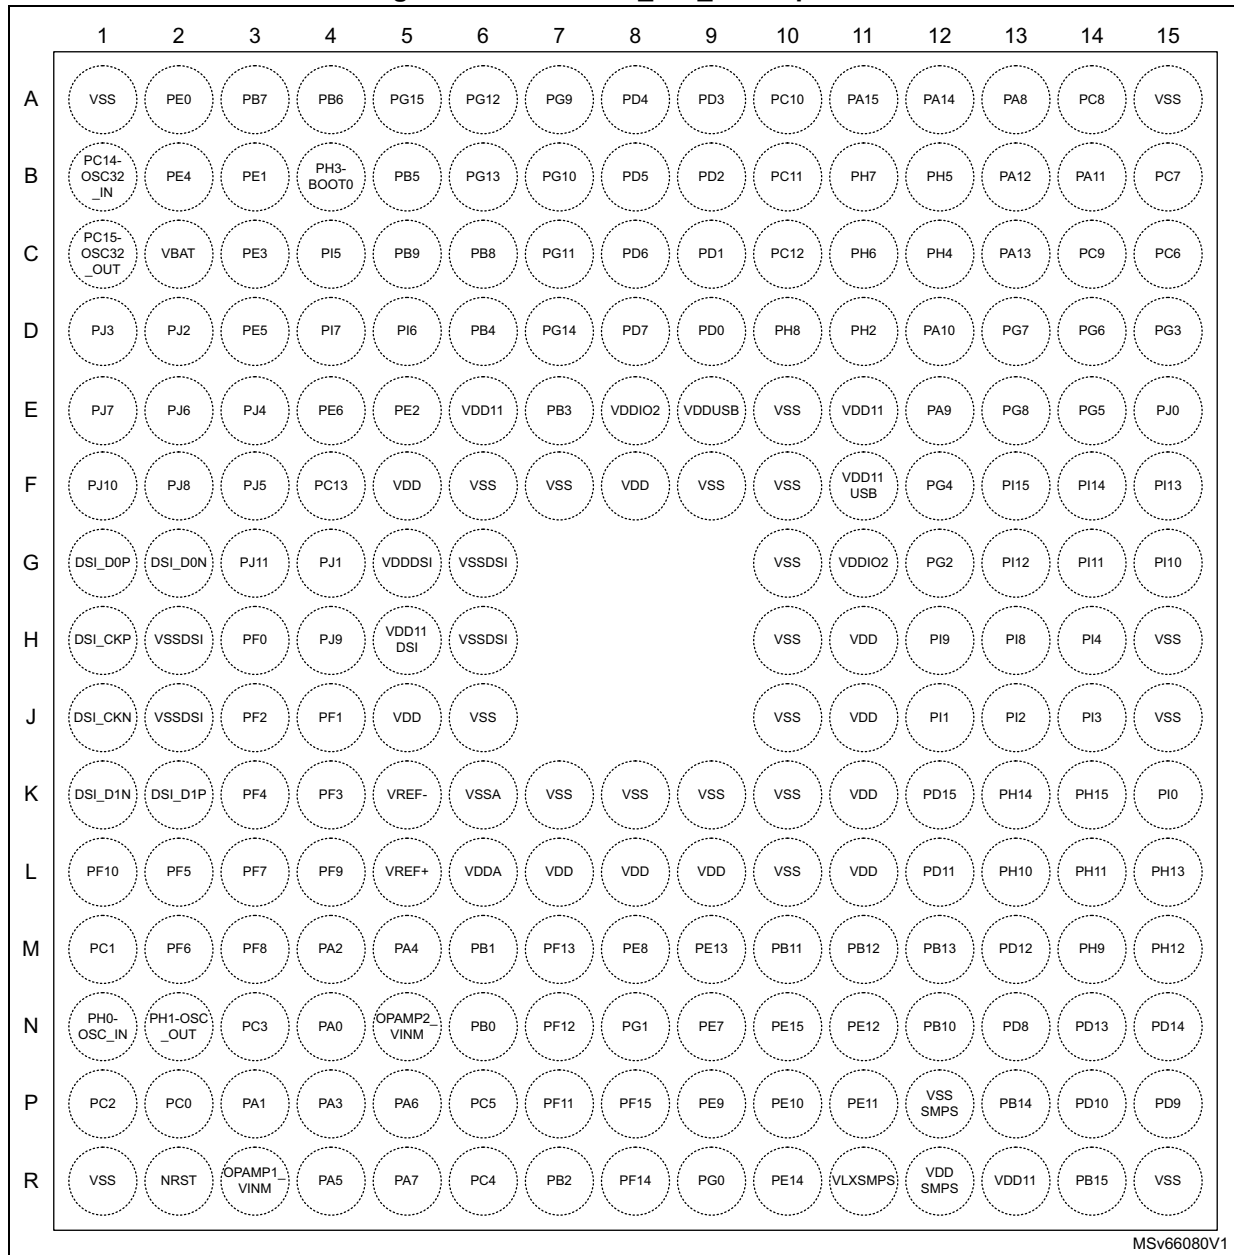 1 2 3 4 5 6 7 8 9 10 11 12 13 14 15
A VSS PE0 PB7 PB6 PG15 PG12 PG9 PD4 PD3 PC10 PA15 PA14 PA8 PC8 VSS
B PC14-OSC32_IN PE4 PE1 PH3-BOOT0 PB5 PG13 PG10 PD5 PD2 PC11 PH7 PH5 PA12 PA11 PC7
C PC15-OSC32_OUT VBAT PE3 PI5 PB9 PB8 PG11 PD6 PD1 PC12 PH6 PH4 PA13 PC9 PC6
D PJ3 PJ2 PE5 PI7 PI6 PB4 PG14 PD7 PD0 PH8 PH2 PA10 PG7 PG6 PG3
E PJ7 PJ6 PJ4 PE6 PE2 VDD11 PB3 VDDIO2 VDDUSB VSS VDD11 PA9 PG8 PG5 PJ0
F PJ10 PJ8 PJ5 PC13 VDD VSS VSS VDD VSS VSS VDD11 USB PG4 PI15 PI14 PI13
G DSI_D0P DSI_D0N PJ11 PJ1 VDDDSI VSSDSI VSS VDDIO2 PG2 PI12 PI11 PI10
H DSI_CKP VSSDSI PF0 PJ9 VDD11 DSI VSSDSI VSS VDD PI9 PI8 PI4 VSS
J DSI_CKN VSSDSI PF2 PF1 VDD VSS VSS VDD PI1 PI2 PI3 VSS
K DSI_D1N DSI_D1P PF4 PF3 VREF- VSSA VSS VSS VSS VSS VDD PD15 PH14 PH15 PI0
L PF10 PF5 PF7 PF9 VREF+ VDDA VDD VDD VDD VSS VDD PD11 PH10 PH11 PH13
M PC1 PF6 PF8 PA2 PA4 PB1 PF13 PE8 PE13 PB11 PB12 PB13 PD12 PH9 PH12
N PH0-OSC_IN PH1-OSC_OUT PC3 PA0 OPAMP2_VINM PB0 PF12 PG1 PE7 PE15 PE12 PB10 PD8 PD13 PD14
P PC2 PC0 PA1 PA3 PA6 PC5 PF11 PF15 PE9 PE10 PE11 VSS SMPS PB14 PD10 PD9
R VSS NRST OPAMP1_VINM PA5 PA7 PC4 PB2 PF14 PG0 PE14 VLXSMPS VDD SMPS VDD11 PB15 VSS
MSv66080V1